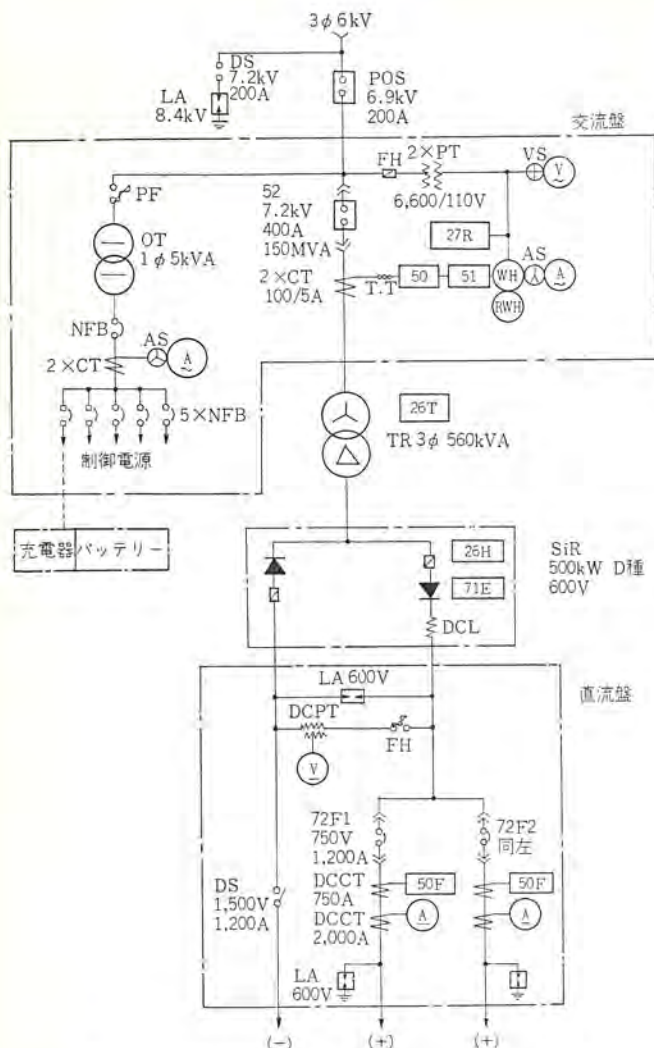 3φ6kV
DS
7.2kV
200A
LA
8.4kV
POS
6.9kV
200A
交流盤
PF
OT
1φ5kVA
NFB
AS
A
2×CT
5×NFB
制御電源
充電器 バッテリー
FH
2×PT
6,600/110V
VS
V
52
7.2kV
400A
150MVA
27R
2×CT
100/5A
T.T
50
51
WH
RWH
AS
A
26T
TR 3φ 560kVA
26H
71E
DCL
SiR
500kW D種
600V
直流盤
LA 600V
DCPT
V
FH
72F1
750V
1,200A
72F2
同左
DS
1,500V
1,200A
DCCT
750A
DCCT
2,000A
50F
A
50F
A
LA
600V
(−)
(+)
(+)